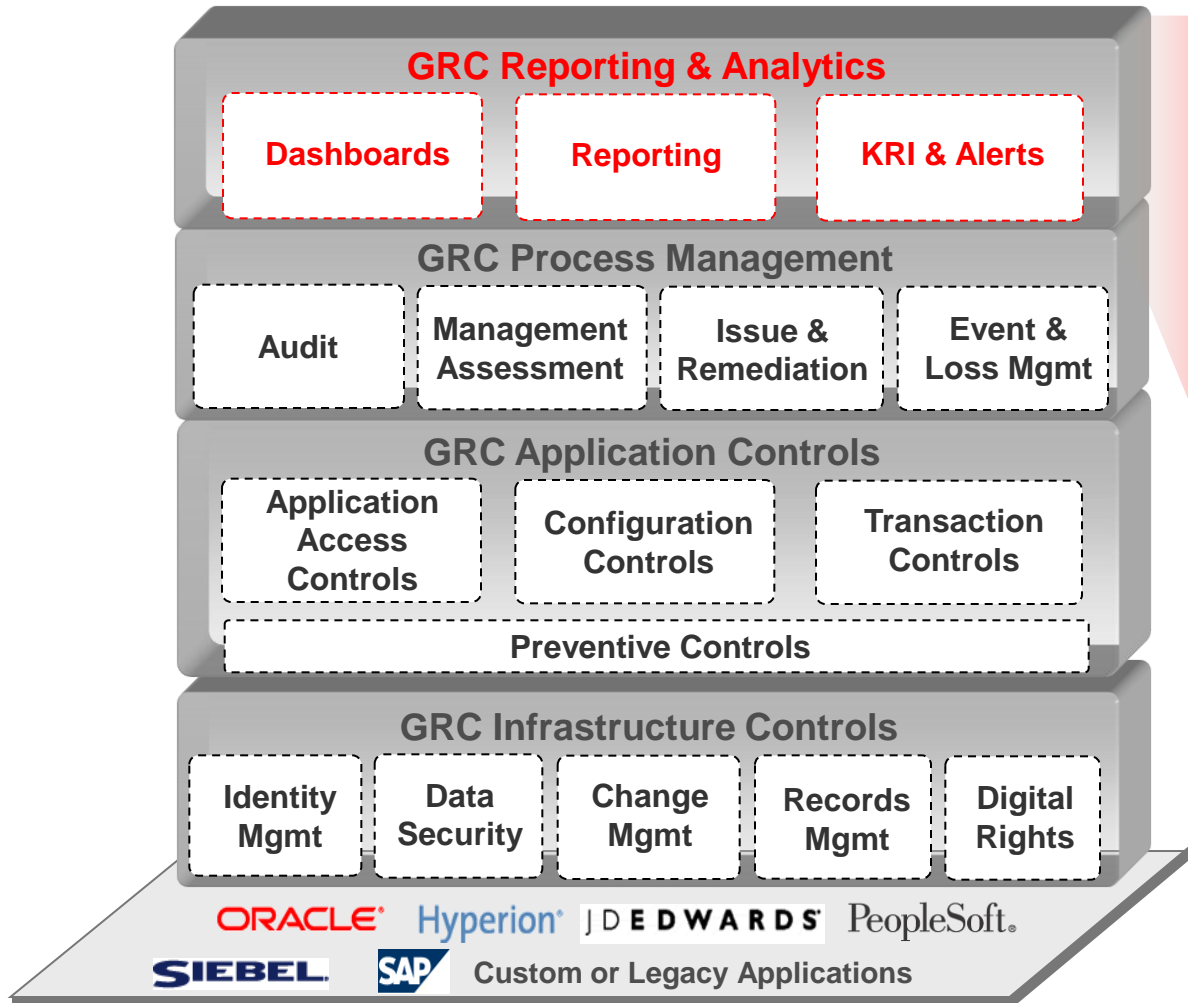 GRC Reporting & Analytics
Dashboards
Reporting
KRI & Alerts
GRC Process Management
Audit
Management
Assessment
Issue &
Remediation
Event &
Loss Mgmt
GRC Application Controls
Application
Access
Controls
Configuration
Controls
Transaction
Controls
Preventive Controls
GRC Infrastructure Controls
Identity
Mgmt
Data
Security
Change
Mgmt
Records
Mgmt
Digital
Rights
ORACLE®
Hyperion®
JDEDWARDS®
PeopleSoft®
SIEBEL.
SAP
Custom or Legacy Applications